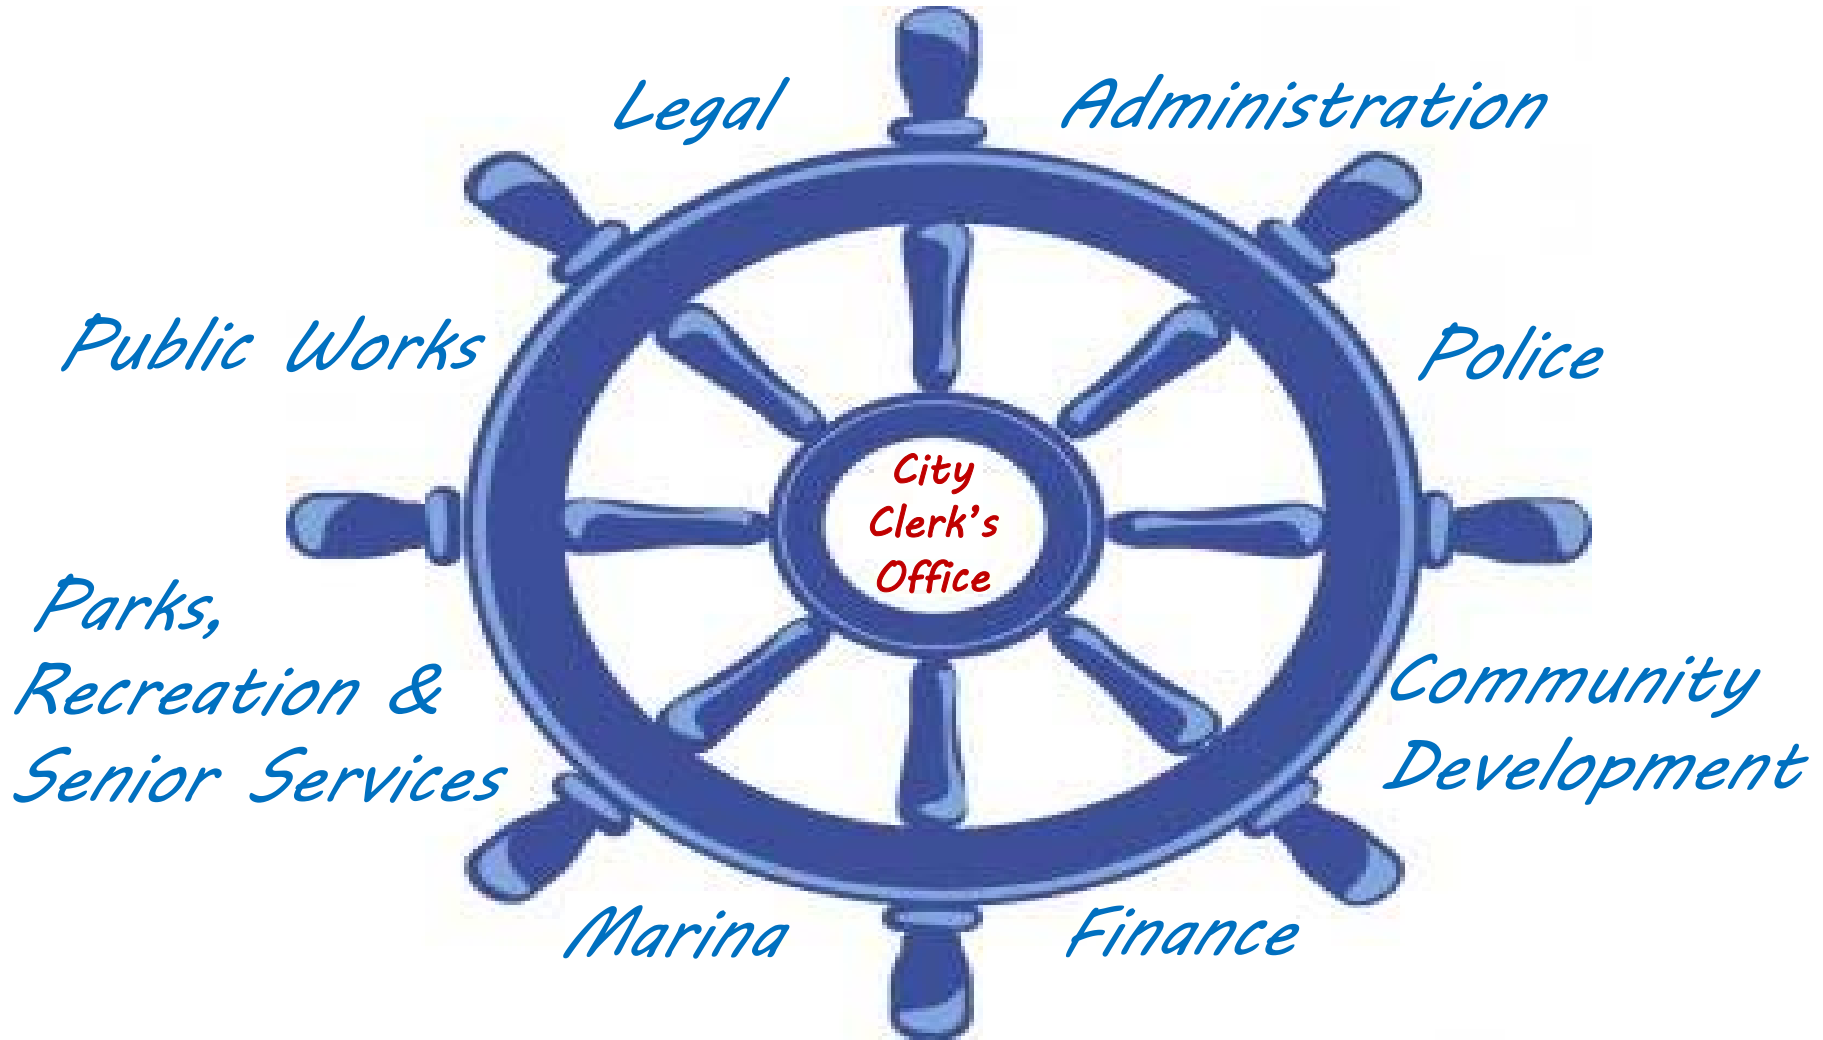 Legal
Administration
Public Works
Police
City
Clerk's
Office
Parks,
Recreation &
Senior Services
Community
Development
Marina
Finance